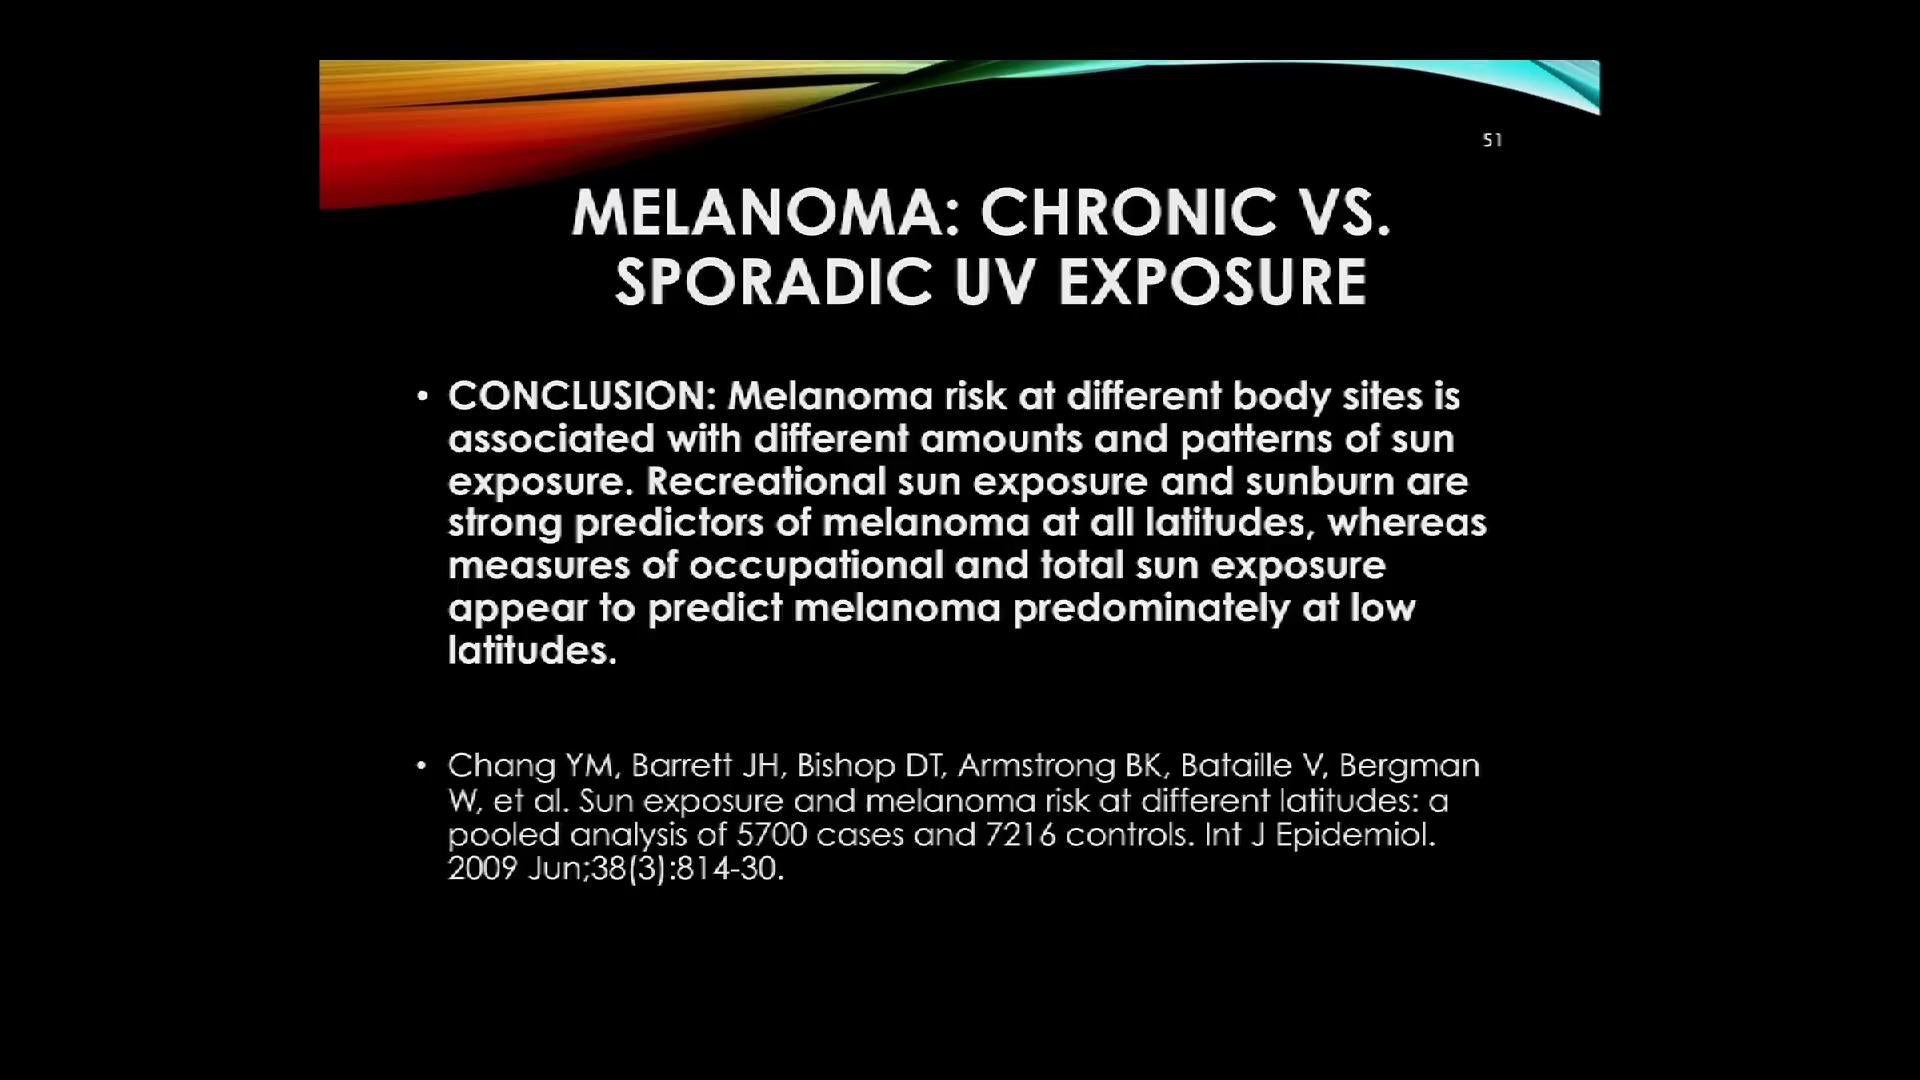 51
MELANOMA: CHRONIC VS.
SPORADIC UV EXPOSURE
• CONCLUSION: Melanoma risk at different body sites is
associated with different amounts and patterns of sun
exposure. Recreational sun exposure and sunburn are
strong predictors of melanoma at all latitudes, whereas
measures of occupational and total sun exposure
appear to predict melanoma predominately at low
latitudes.
• Chang YM, Barrett JH, Bishop DT, Armstrong BK, Bataille V, Bergman
W, et al. Sun exposure and melanoma risk at different latitudes: a
pooled analysis of 5700 cases and 7216 controls. Int J Epidemiol.
2009 Jun;38(3):814-30.